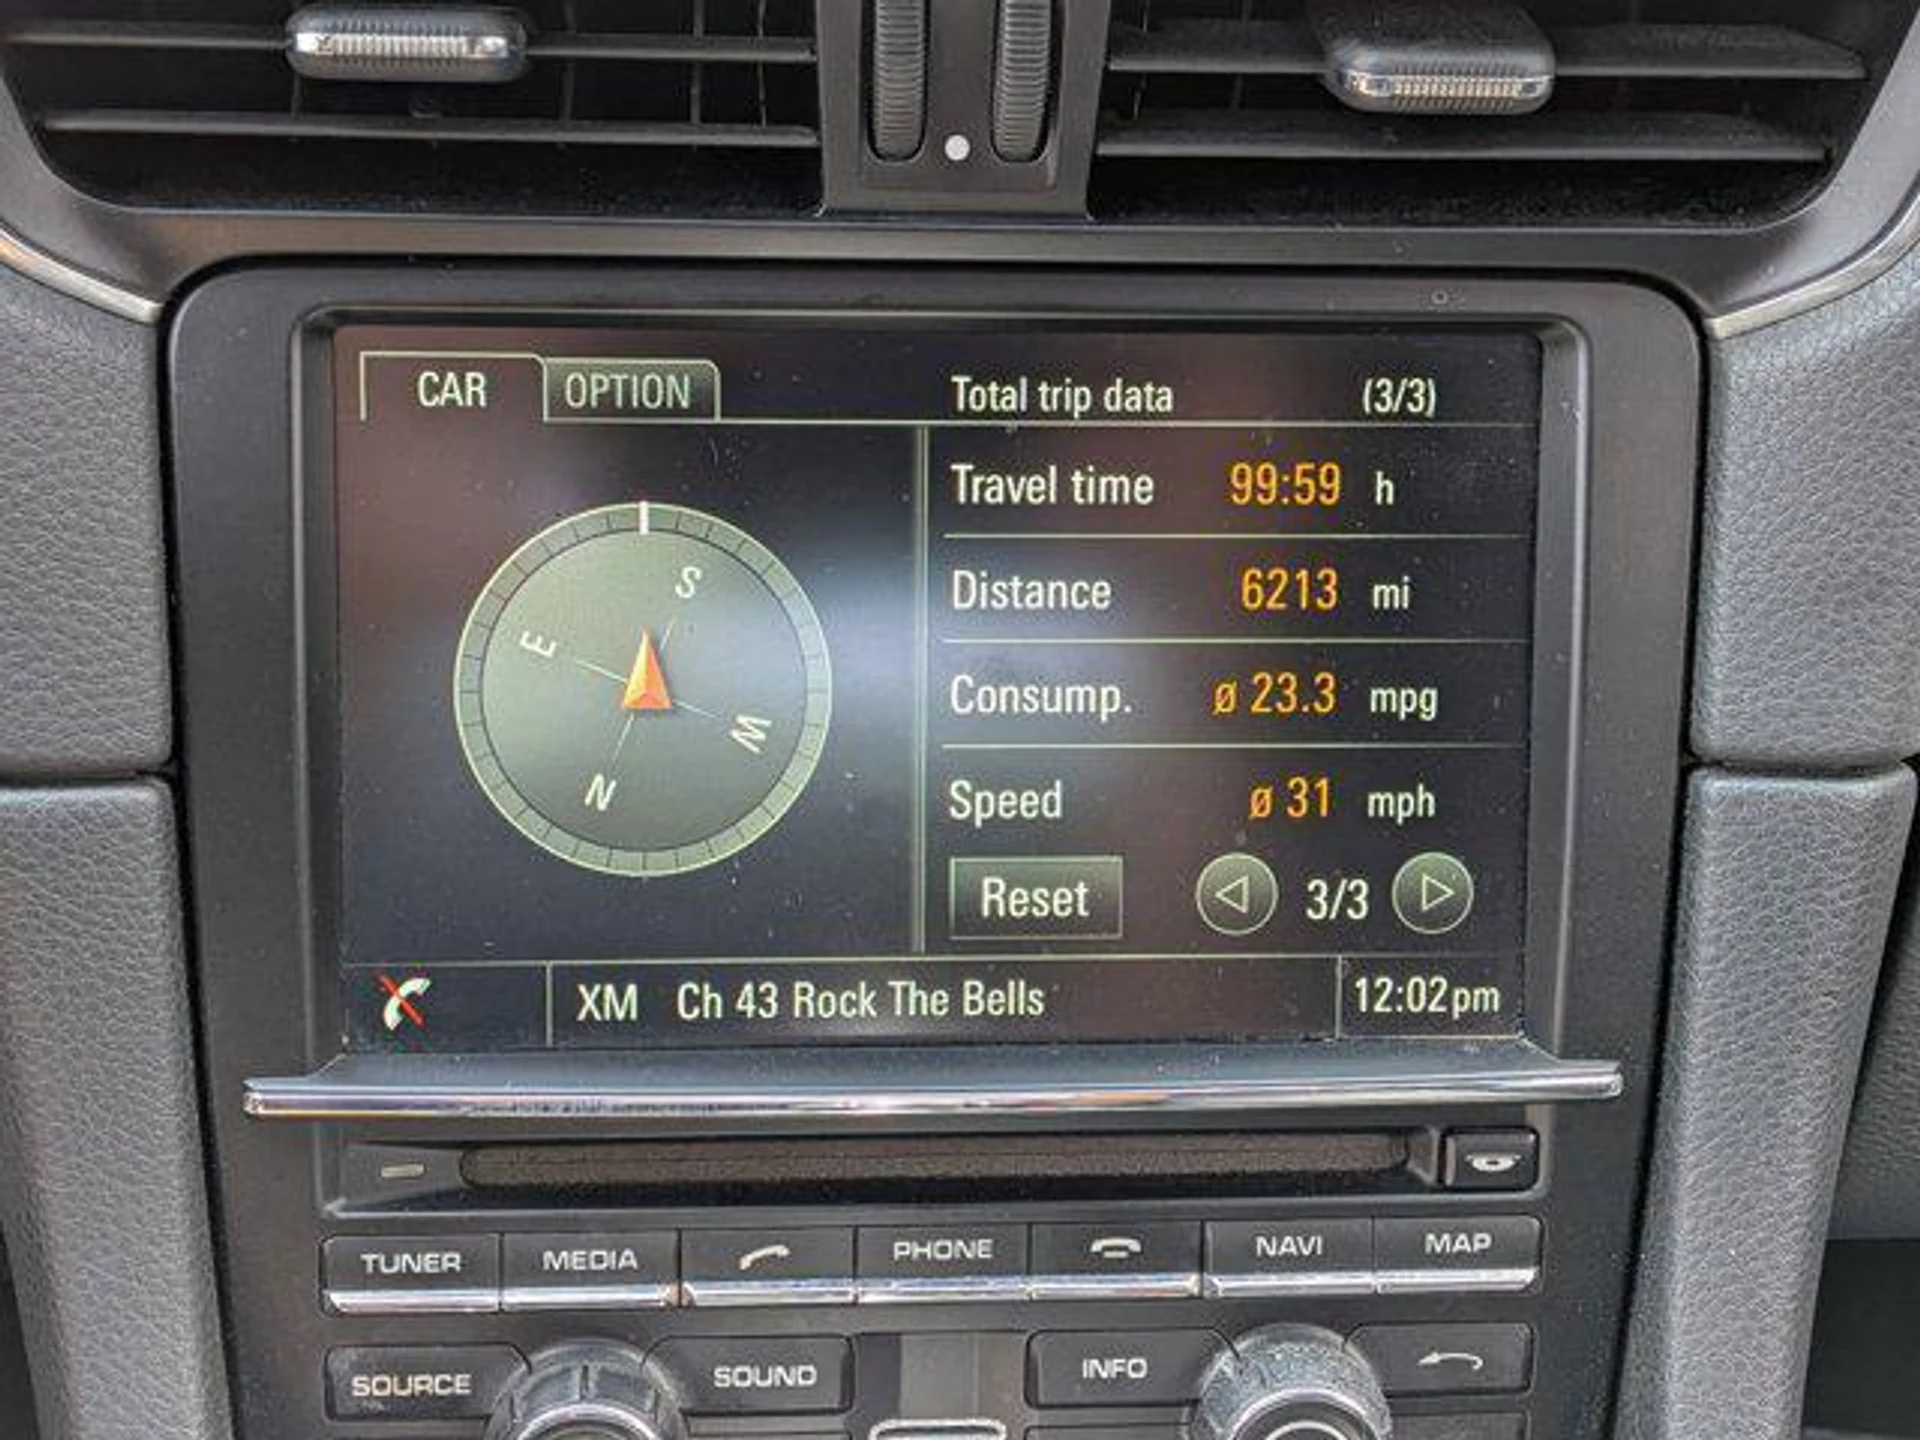 CAR OPTION Total trip data (3/3)
Travel time 99:59 h
Distance 6213 mi
Consump. ø 23.3 mpg
Speed ø 31 mph
S
E
W
N
Reset 3/3
XM Ch 43 Rock The Bells 12:02pm
TUNER MEDIA PHONE NAVI MAP
SOURCE SOUND INFO